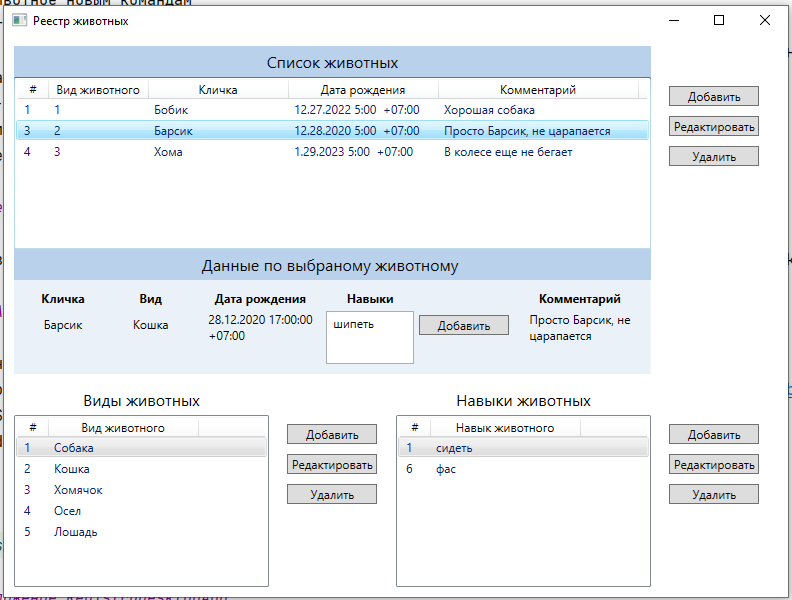 вотное новым командам
Реестр животных
Список животных
# Вид животного Кличка Дата рождения Комментарий
1 1 Бобик 12.27.2022 5:00 +07:00 Хорошая собака
3 2 Барсик 12.28.2020 5:00 +07:00 Просто Барсик, не царапается
4 3 Хома 1.29.2023 5:00 +07:00 В колесе еще не бегает
Добавить
Редактировать
Удалить
Данные по выбраному животному
Кличка Вид Дата рождения Навыки Комментарий
Барсик Кошка 28.12.2020 17:00:00 шипеть Добавить Просто Барсик, не
+07:00 царапается
Виды животных
# Вид животного
1 Собака
2 Кошка
3 Хомячок
4 Осел
5 Лошадь
Добавить
Редактировать
Удалить
Навыки животных
# Навык животного
1 сидеть
6 фас
Добавить
Редактировать
Удалить